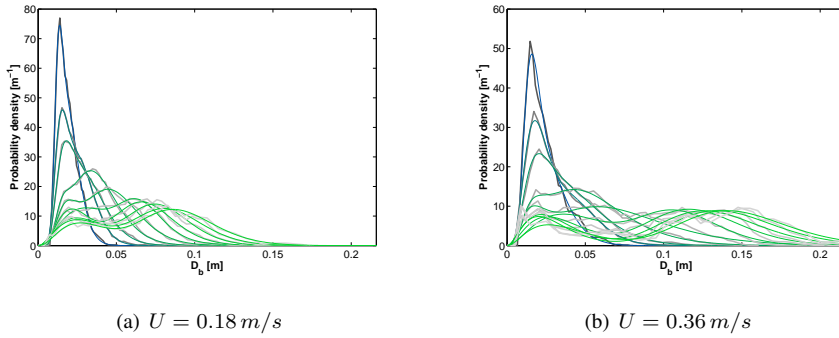 80
70
60
50
40
30
20
10
0
Probability density [m⁻¹]
0 0.05 0.1 0.15 0.2
D_b [m]
(a) U = 0.18 m/s
60
50
40
30
20
10
0
Probability density [m⁻¹]
0 0.05 0.1 0.15 0.2
D_b [m]
(b) U = 0.36 m/s